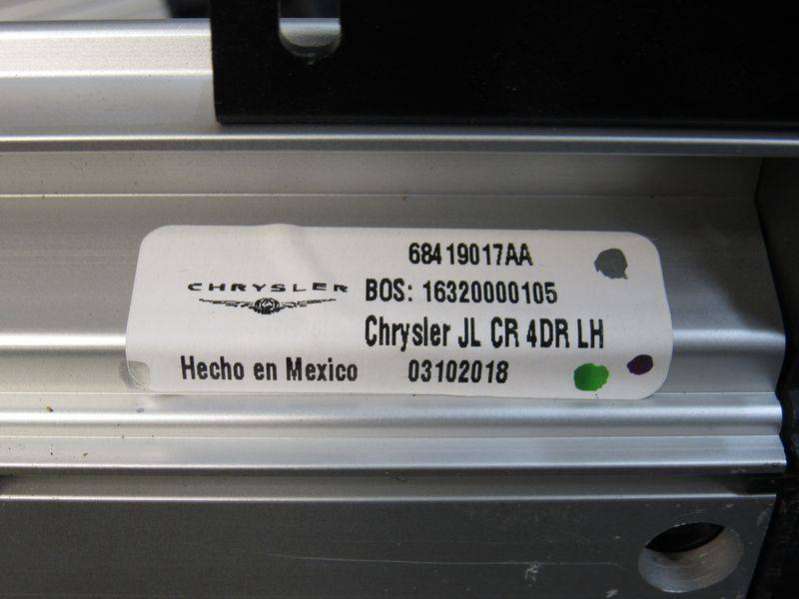 68419017AA
CHRYSLER
BOS: 16320000105
Chrysler JL CR 4DR LH
Hecho en Mexico 03102018